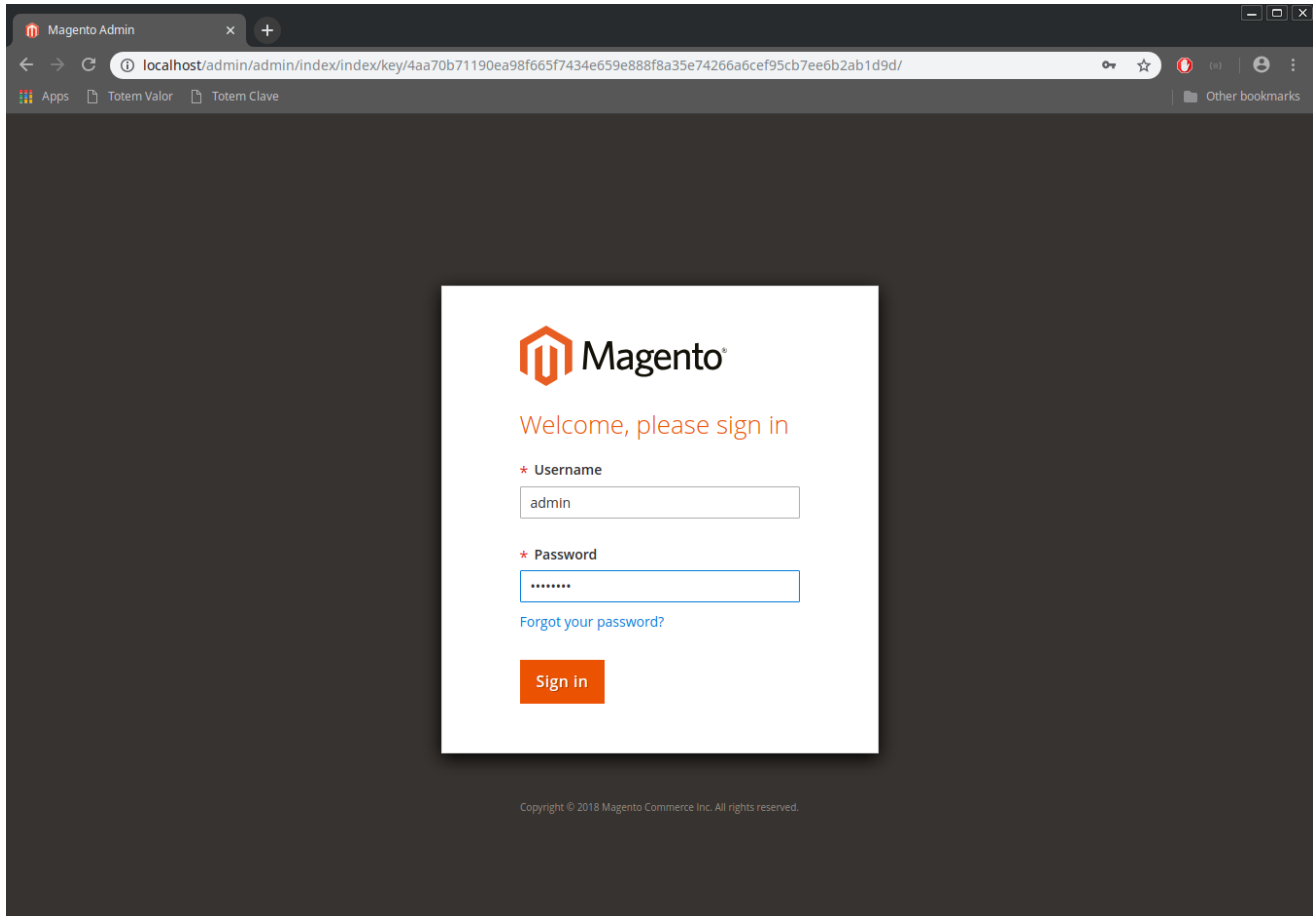 Magento Admin
localhost/admin/admin/index/index/key/4aa70b71190ea98f665f7434e659e888f8a35e74266a6cef95cb7ee6b2ab1d9d/
Apps Totem Valor Totem Clave Other bookmarks
Magento®
Welcome, please sign in
* Username
admin
* Password
••••••••
Forgot your password?
Sign in
Copyright © 2018 Magento Commerce Inc. All rights reserved.